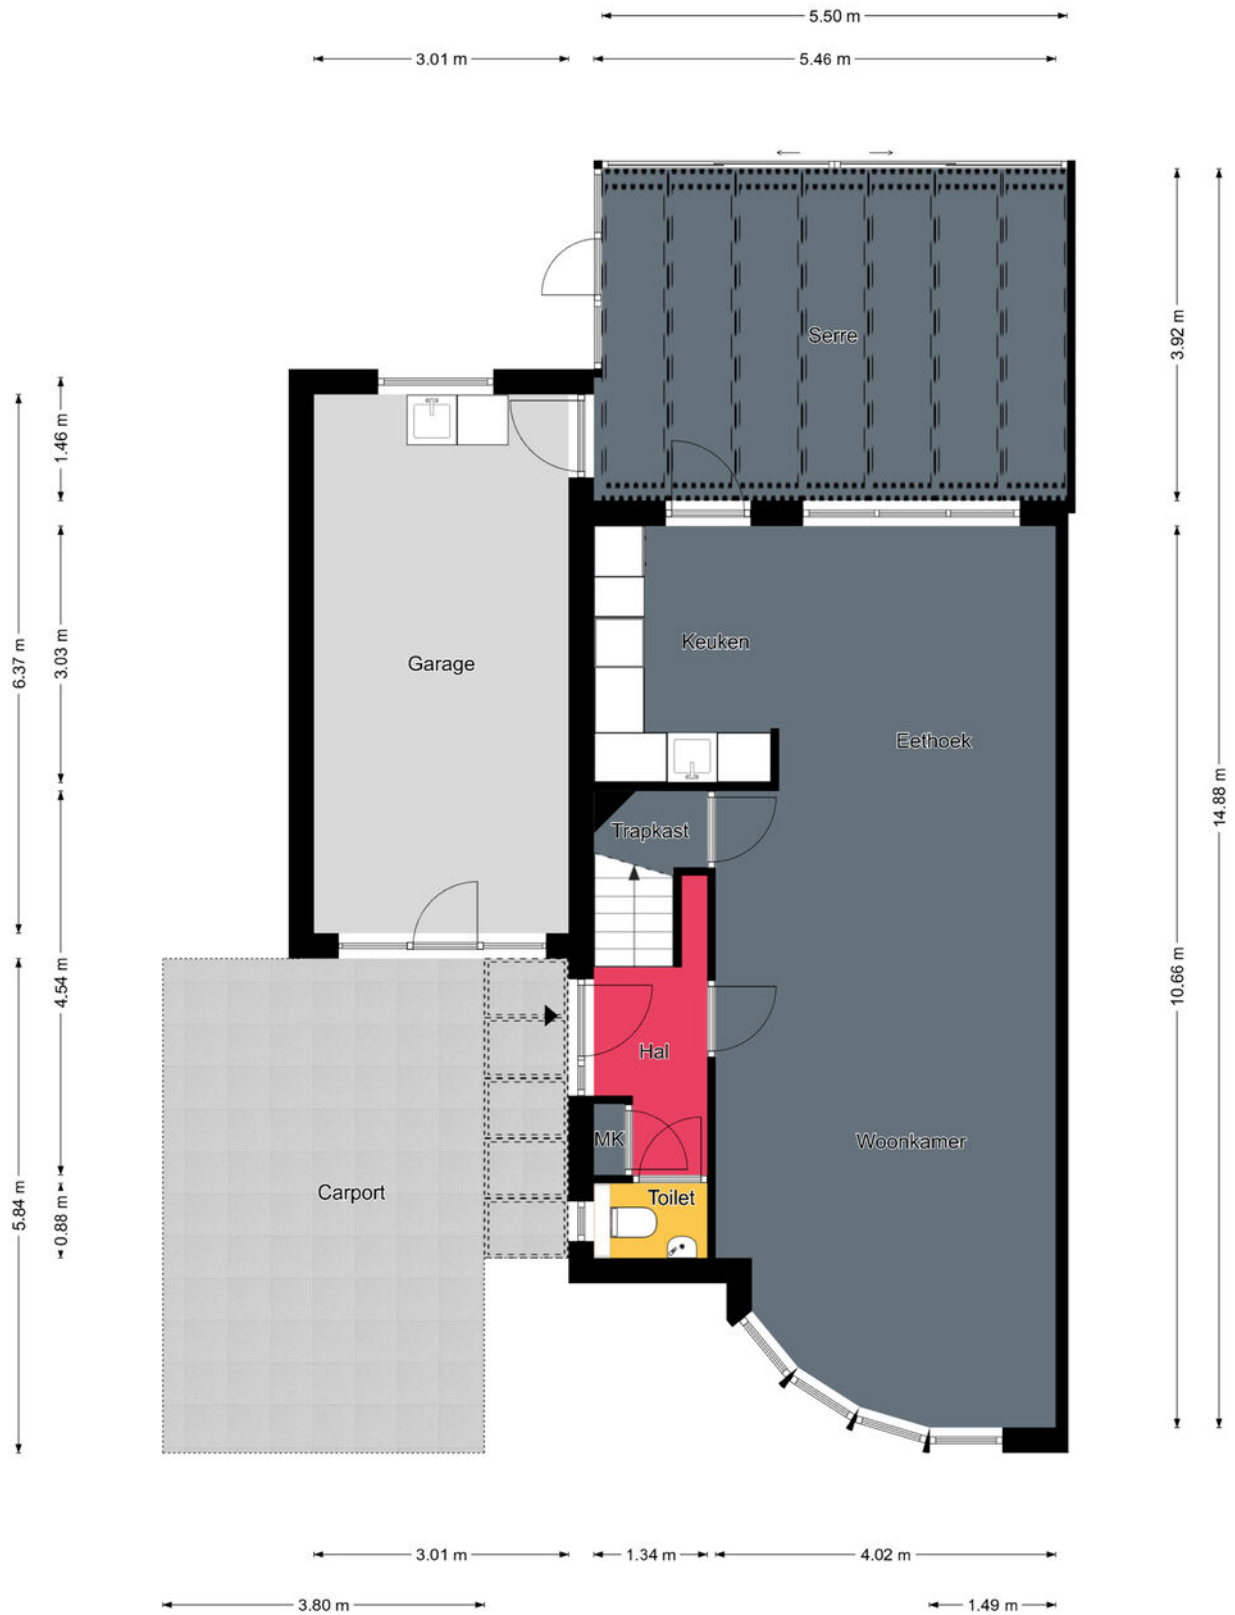 5.50 m
3.01 m
5.46 m
Serre
3.92 m
1.46 m
Keuken
3.03 m
6.37 m
Garage
Eethoek
14.88 m
Trapkast
4.54 m
10.66 m
Hal
MK
Woonkamer
Carport
Toilet
5.84 m
0.88 m
3.01 m
1.34 m
4.02 m
3.80 m
1.49 m